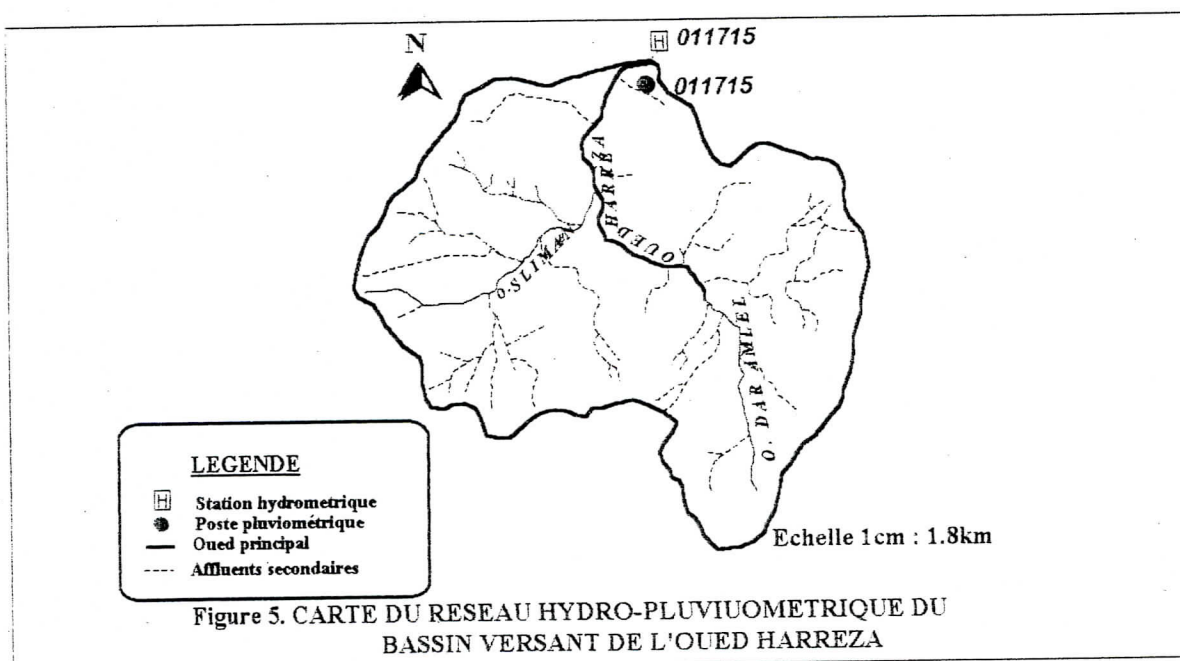 N
H 011715
011715
OUED HARREZA
O.SLIMAN
O. DAR AMLEL
LEGENDE
H Station hydrometrique
Poste pluviométrique
Oued principal
Affluents secondaires
Echelle 1cm : 1.8km
Figure 5. CARTE DU RESEAU HYDRO-PLUVIUOMETRIQUE DU
BASSIN VERSANT DE L'OUED HARREZA